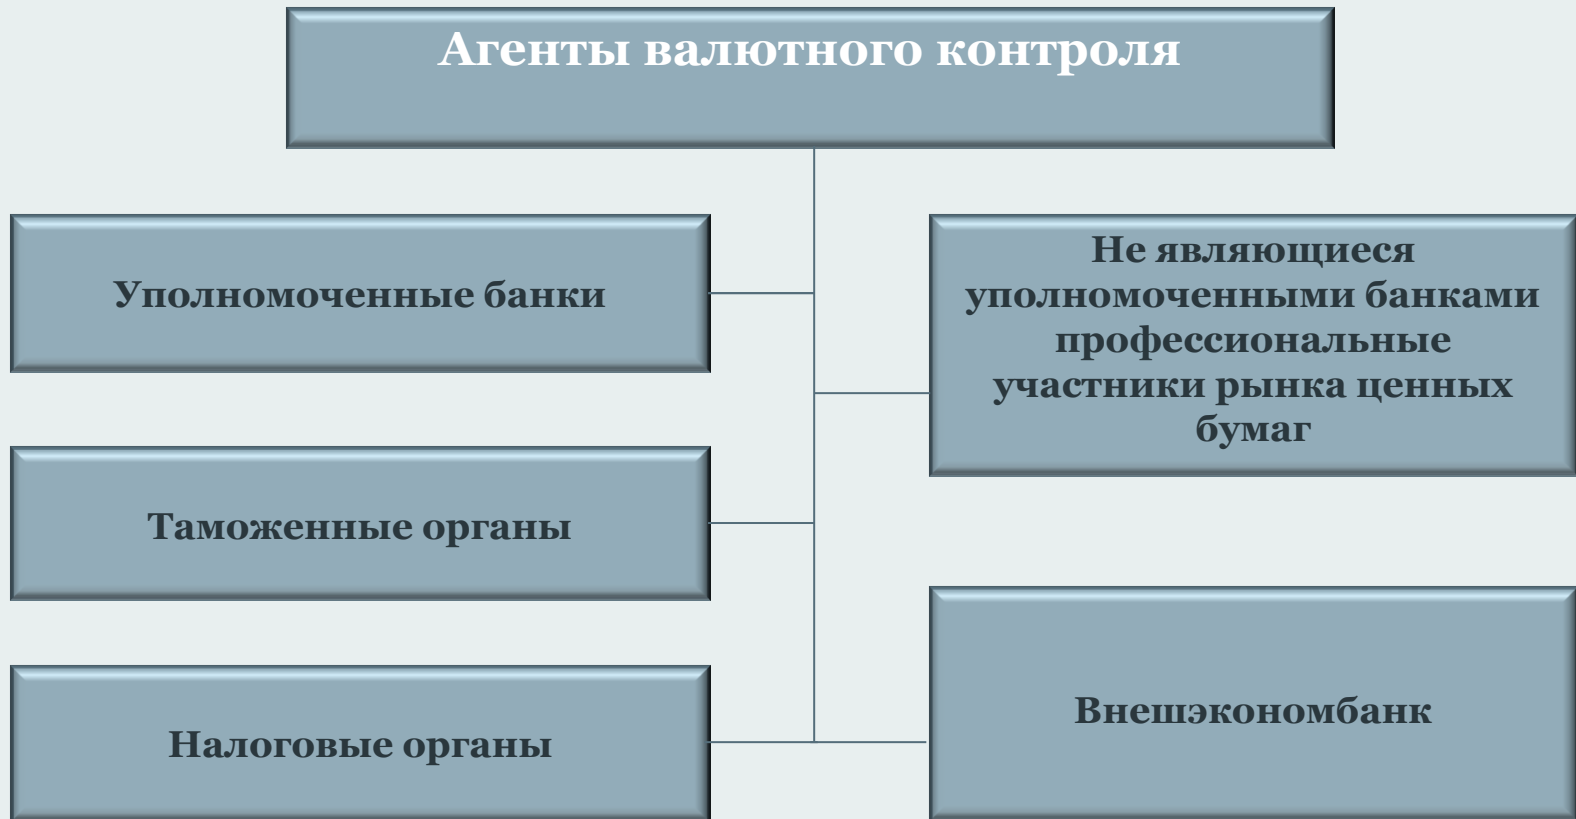 Агенты валютного контроля
Уполномоченные банки
Таможенные органы
Налоговые органы
Не являющиеся
уполномоченными банками
профессиональные
участники рынка ценных
бумаг
Внешэкономбанк